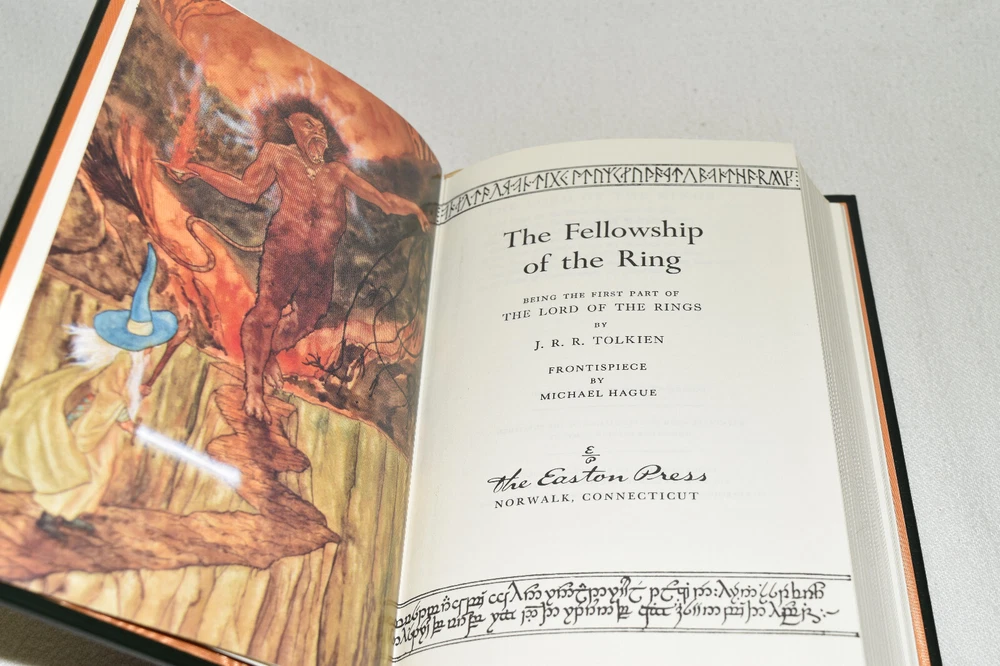 The Fellowship
of the Ring
BEING THE FIRST PART OF
THE LORD OF THE RINGS
BY
J. R. R. TOLKIEN
FRONTISPIECE
BY
MICHAEL HAGUE
the Easton Press
NORWALK, CONNECTICUT